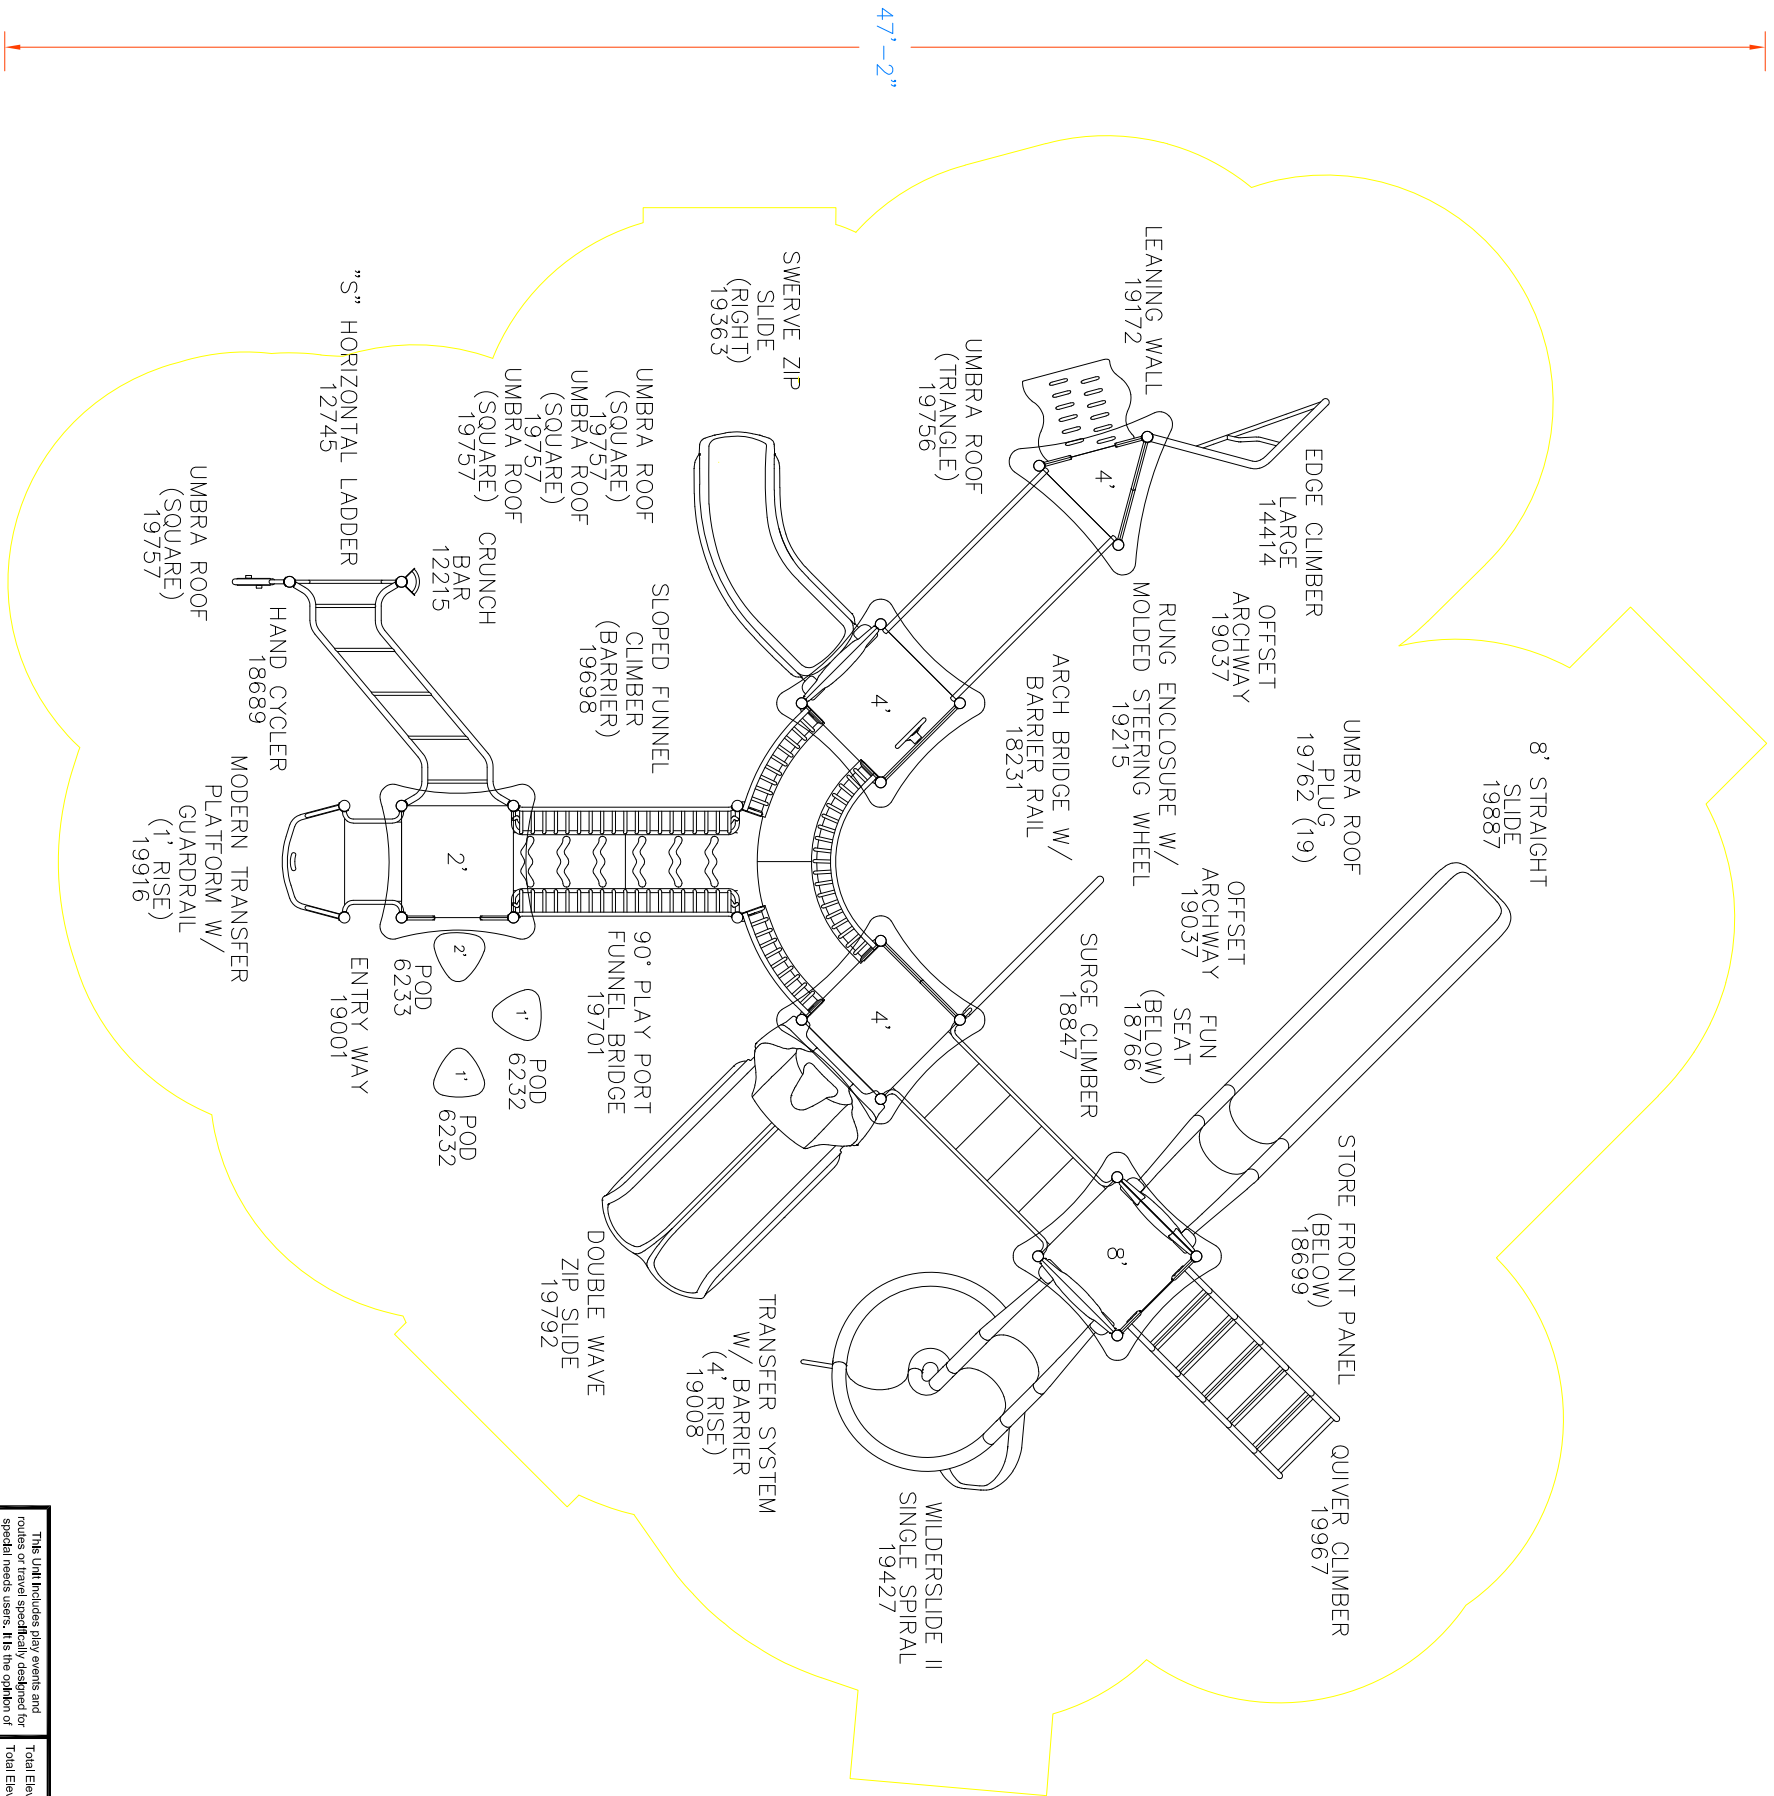 47'-2"
8' STRAIGHT
SLIDE
19887
EDGE CLIMBER
LARGE
14414
UMBRA ROOF
PLUG
19762 (19)
STORE FRONT PANEL
(BELOW)
18699
QUIVER CLIMBER
19967
OFFSET
ARCHWAY
19037
OFFSET
ARCHWAY
19037
FUN
SEAT
(BELOW)
18766
LEANING WALL
19172
RUNG ENCLOSURE W/
MOLDED STEERING WHEEL
19215
SURGE CLIMBER
18847
ARCH BRIDGE W/
BARRIER RAIL
18231
UMBRA ROOF
(TRIANGLE)
19756
WILDERSLIDE II
SINGLE SPIRAL
19427
SWERVE ZIP
SLIDE
(RIGHT)
19363
TRANSFER SYSTEM
W/ BARRIER
(4' RISE)
19008
SLOPED FUNNEL
CLIMBER
(BARRIER)
19698
90° PLAY PORT
FUNNEL BRIDGE
19701
DOUBLE WAVE
ZIP SLIDE
19792
UMBRA ROOF
(SQUARE)
19757
UMBRA ROOF
(SQUARE)
19757
UMBRA ROOF
(SQUARE)
19757
CRUNCH
BAR
12215
POD
6232
POD
6232
POD
6233
"S" HORIZONTAL LADDER
12745
ENTRY WAY
19001
HAND CYCLER
18689
MODERN TRANSFER
PLATFORM W/
GUARDRAIL
(1' RISE)
19916
UMBRA ROOF
(SQUARE)
19757
4'
4'
4'
8'
2'
2'
1'
1'
This Unit includes play events and
routes of travel specifically designed for
special needs users. It is the opinion of
Total Elev
Total Elev